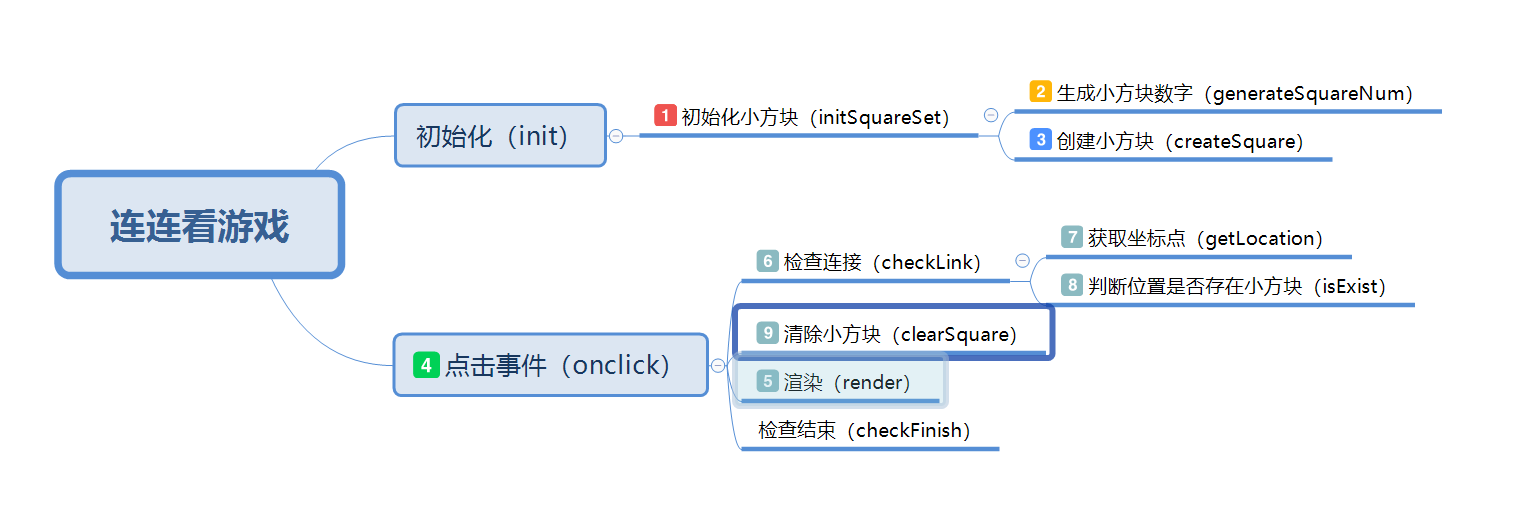 连连看游戏
初始化（init）
1 初始化小方块（initSquareSet）
2 生成小方块数字（generateSquareNum）
3 创建小方块（createSquare）
4 点击事件（onclick）
6 检查连接（checkLink）
7 获取坐标点（getLocation）
8 判断位置是否存在小方块（isExist）
9 清除小方块（clearSquare）
5 渲染（render）
检查结束（checkFinish）